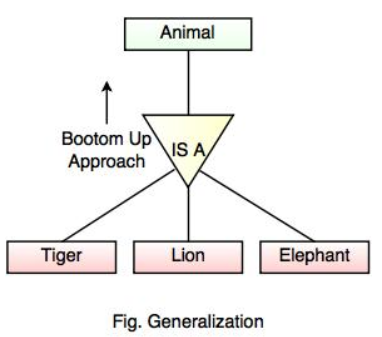 Animal
Bootom Up
Approach
IS A
Tiger
Lion
Elephant
Fig. Generalization